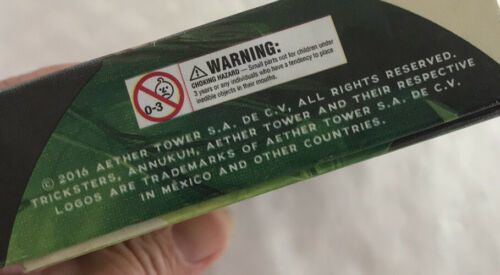 WARNING:
CHOKING HAZARD — Small parts not for children under
3 years or any individuals who have a tendency to place
inedible objects in their mouths.
0-3
© 2016 AETHER TOWER S.A. DE C.V, ALL RIGHTS RESERVED.
TRICKSTERS, ANNUKUH, AETHER TOWER AND THEIR RESPECTIVE
LOGOS ARE TRADEMARKS OF AETHER TOWER S.A. DE C.V.
IN MÉXICO AND OTHER COUNTRIES.